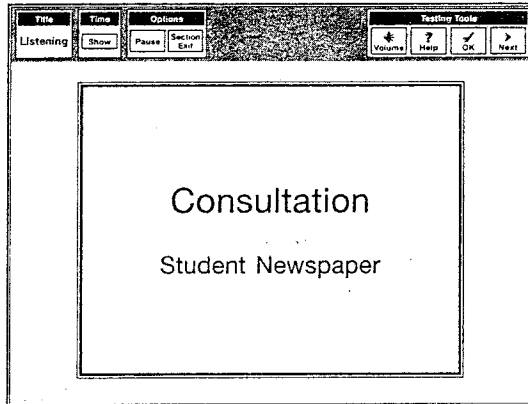 Title Time Options Testing Tools
Listening Show Pause Section Exit Volume ? Help OK > Next
Consultation
Student Newspaper